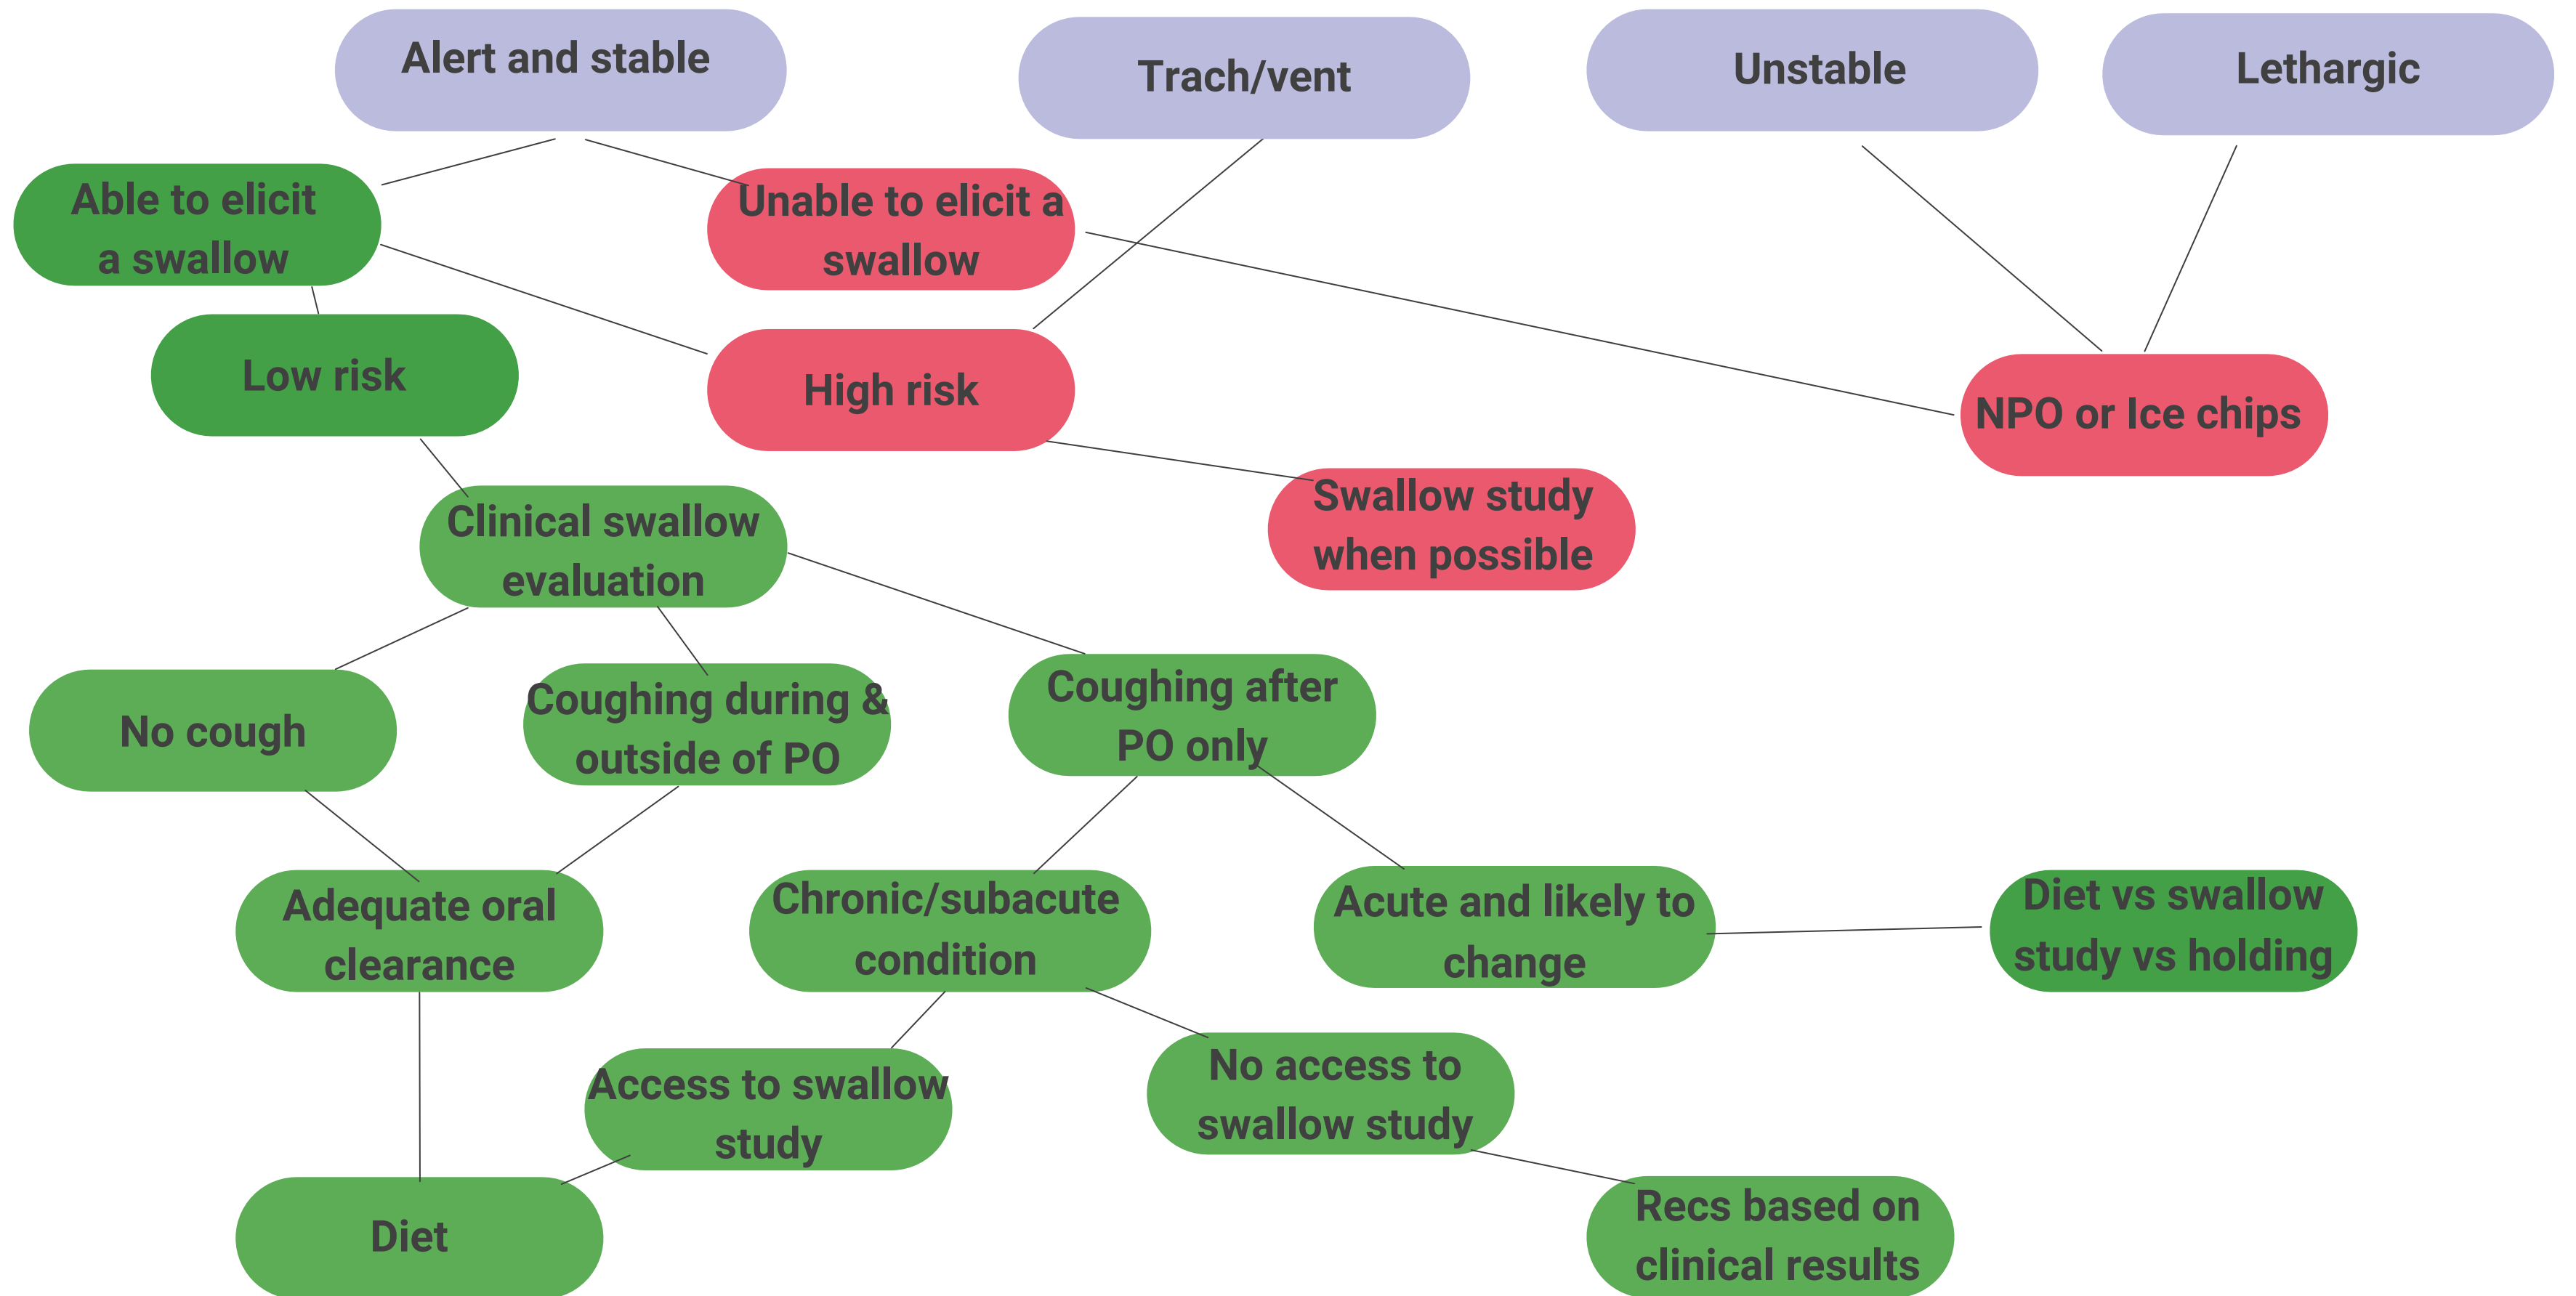 Alert and stable
Trach/vent
Unstable
Lethargic
Able to elicit
a swallow
Unable to elicit a
swallow
Low risk
High risk
NPO or Ice chips
Swallow study
when possible
Clinical swallow
evaluation
No cough
Coughing during &
outside of PO
Coughing after
PO only
Adequate oral
clearance
Chronic/subacute
condition
Acute and likely to
change
Diet vs swallow
study vs holding
Access to swallow
study
No access to
swallow study
Diet
Recs based on
clinical results